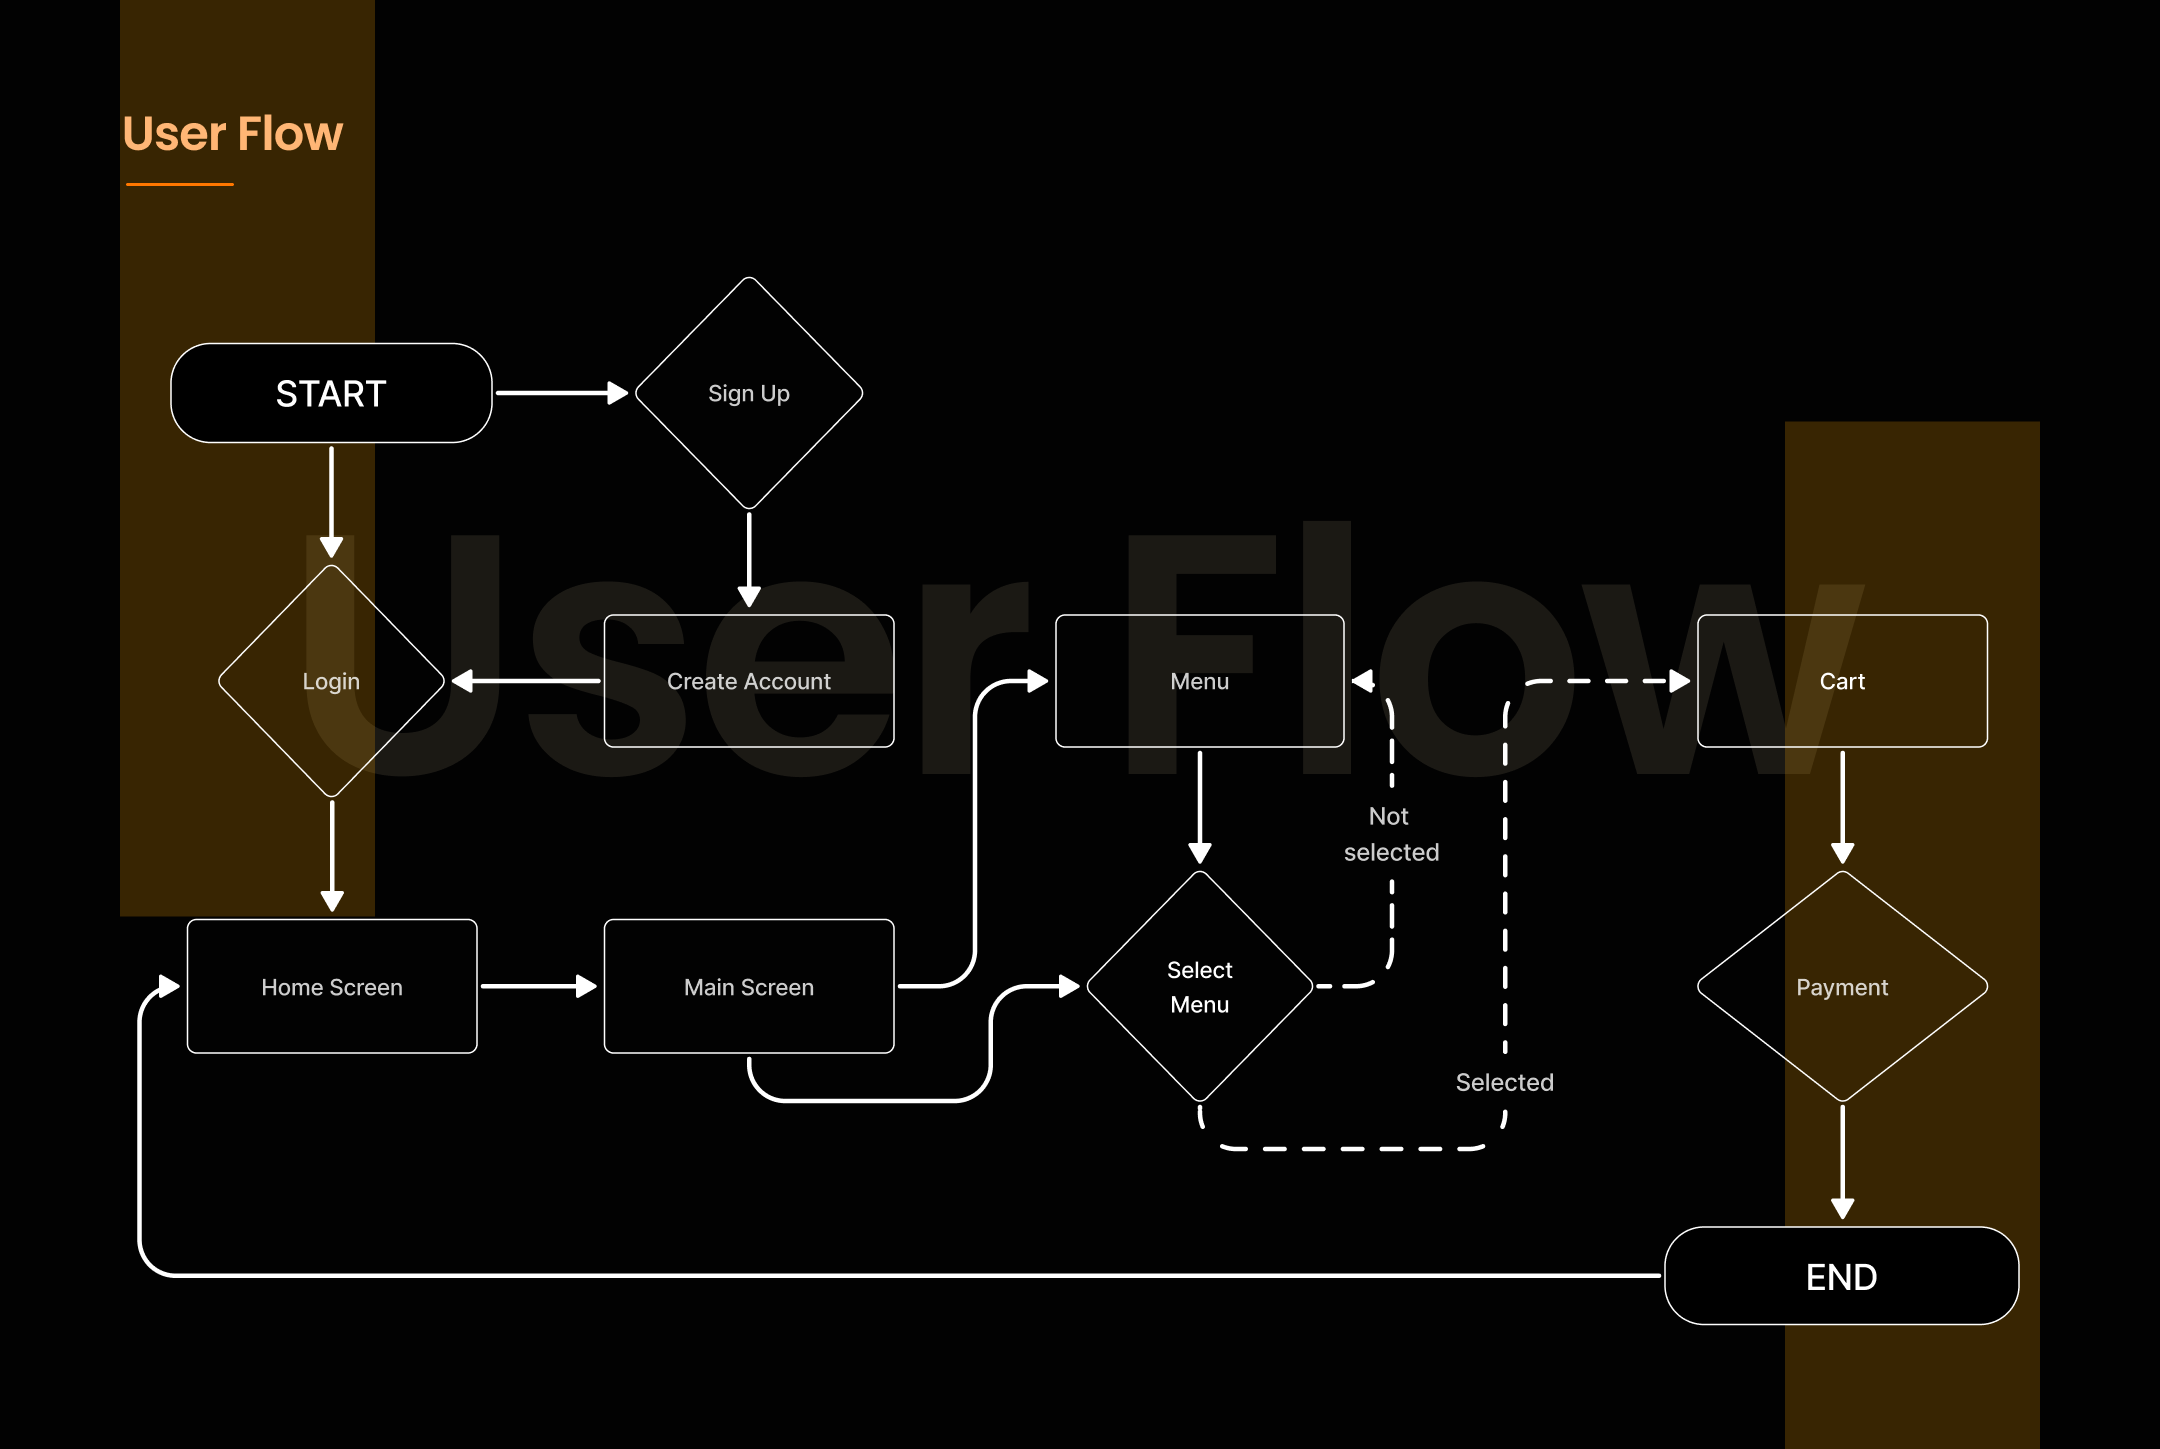 User Flow
START
Sign Up
User Flow
Login
Create Account
Menu
Cart
Not
selected
Home Screen
Main Screen
Select
Menu
Payment
Selected
END